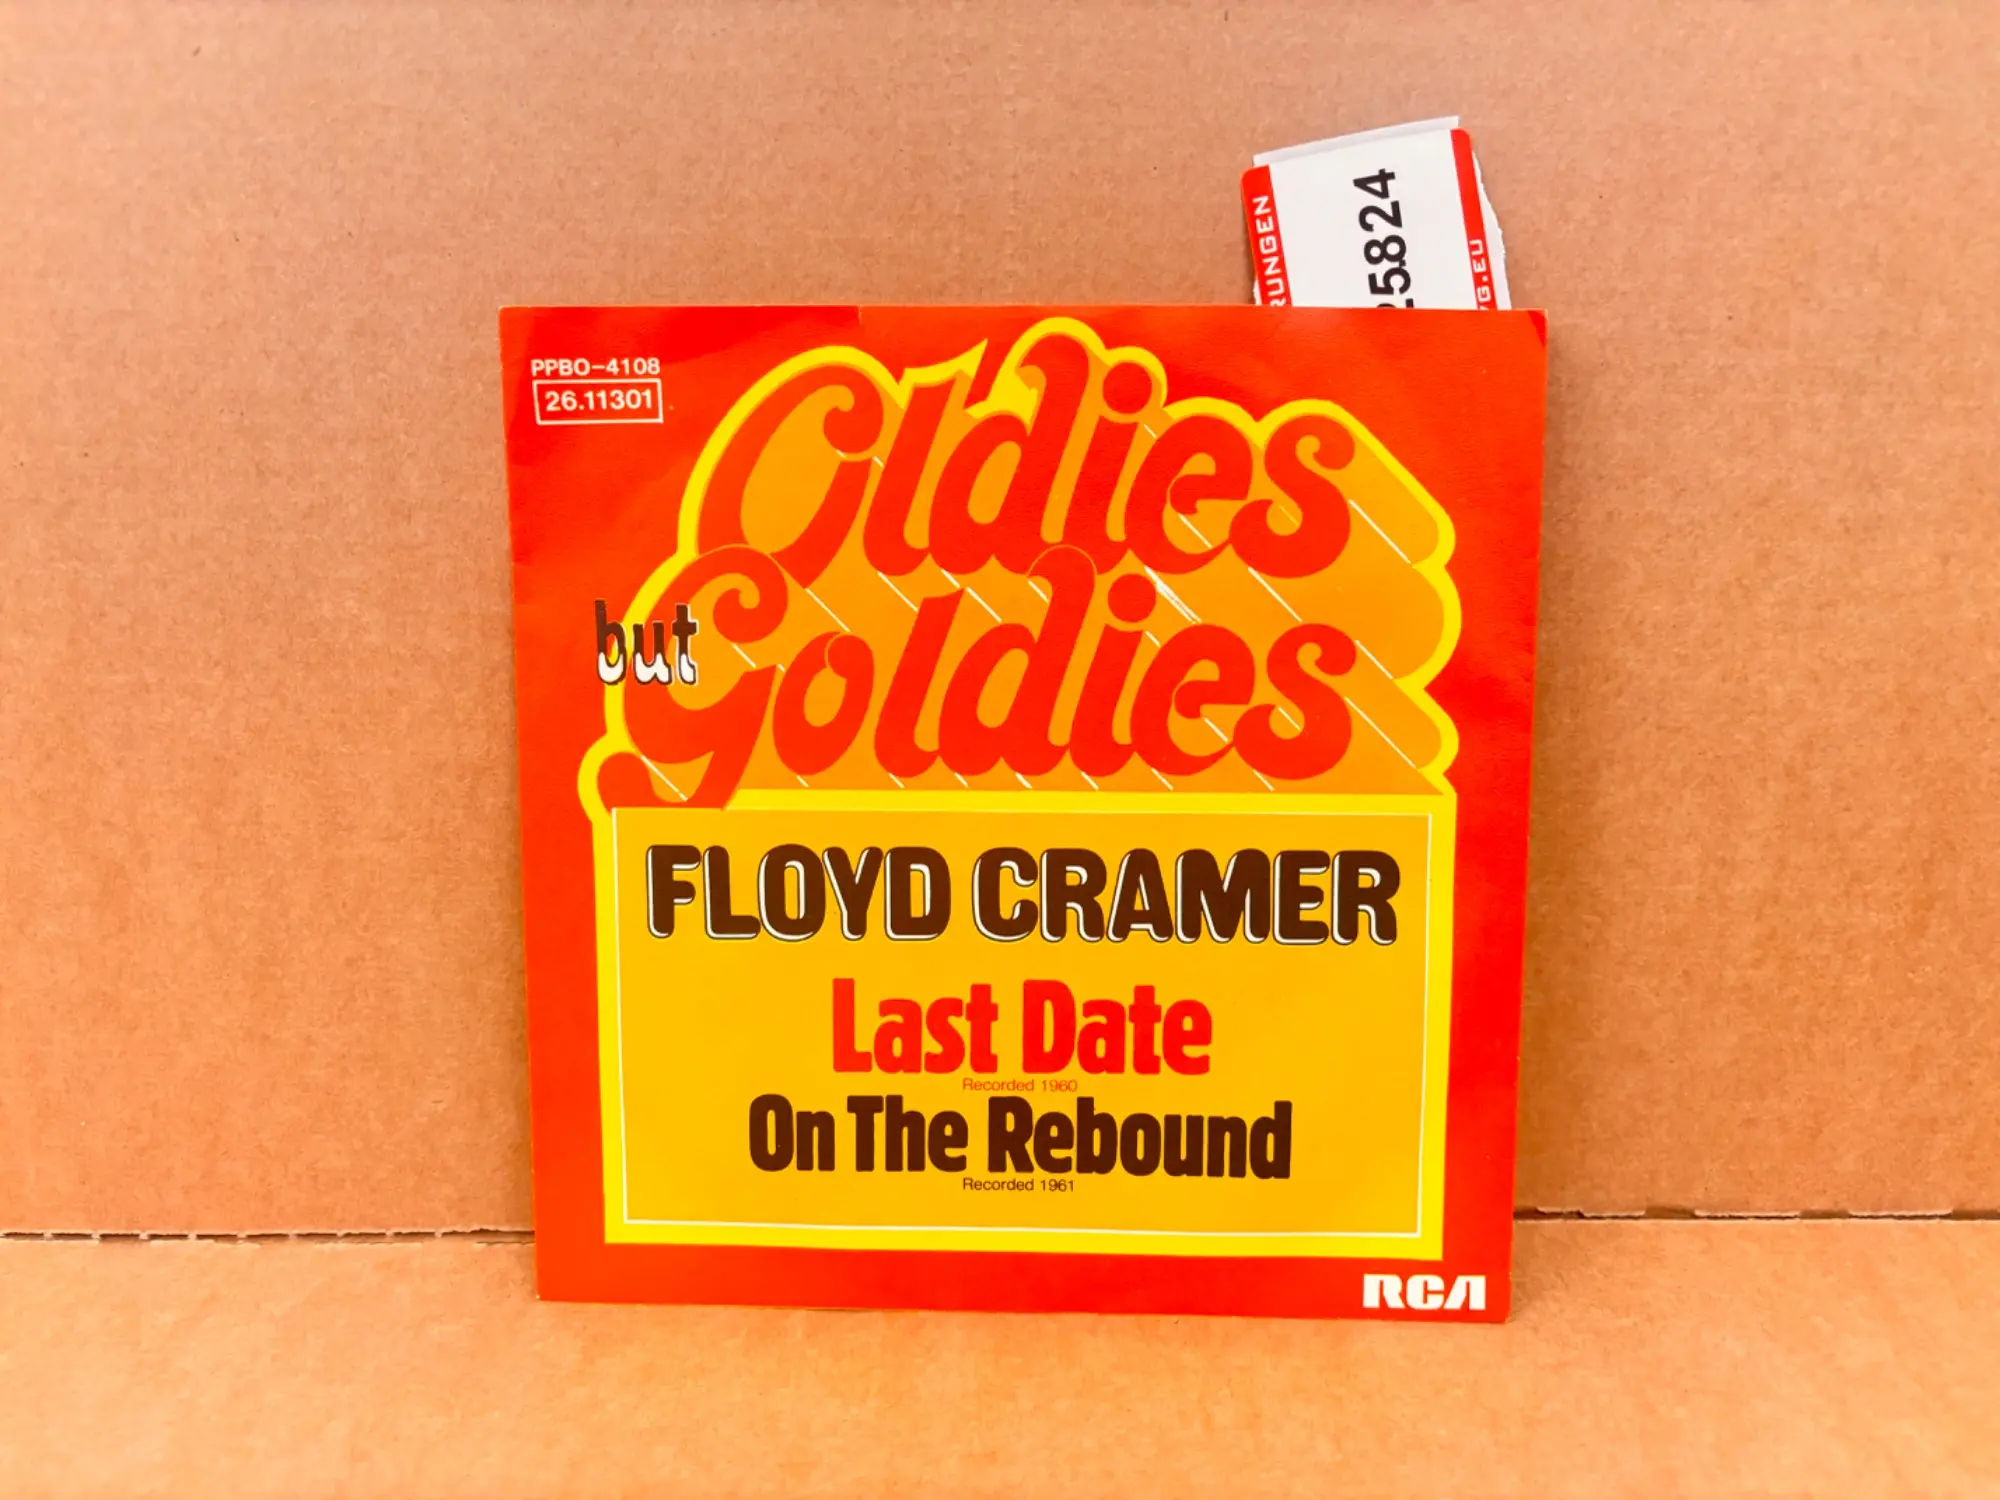 25824
RUNGEN
G.EU
PPBO-4108
26.11301
Oldies
but
Goldies
FLOYD CRAMER
Last Date
Recorded 1960
On The Rebound
Recorded 1961
RCA